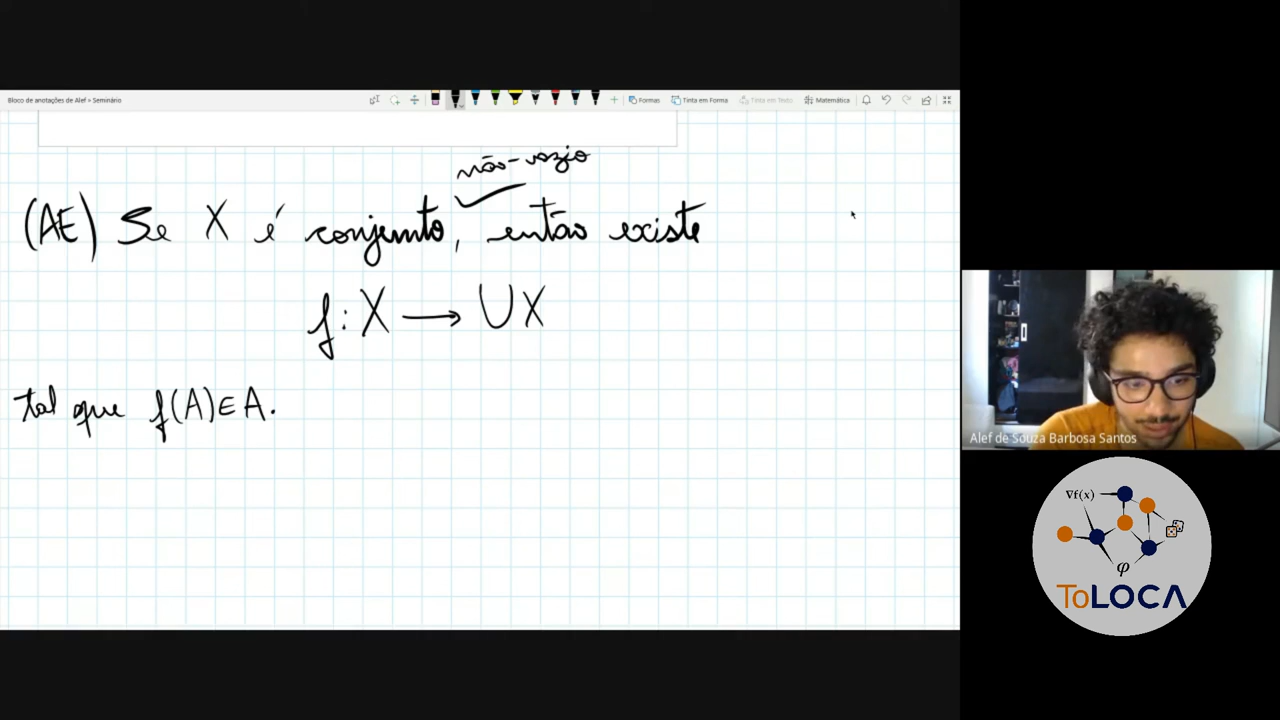 Bloco de anotações de Alef > Seminário
Formas
Tinta em Forma
Tinta em Texto
Matemática
não-vazio
(AE) Se X é conjunto, então existe
f: X → ∪X
tal que f(A) ∈ A.
Alef de Souza Barbosa Santos
∇f(x)
φ
ToLOCA